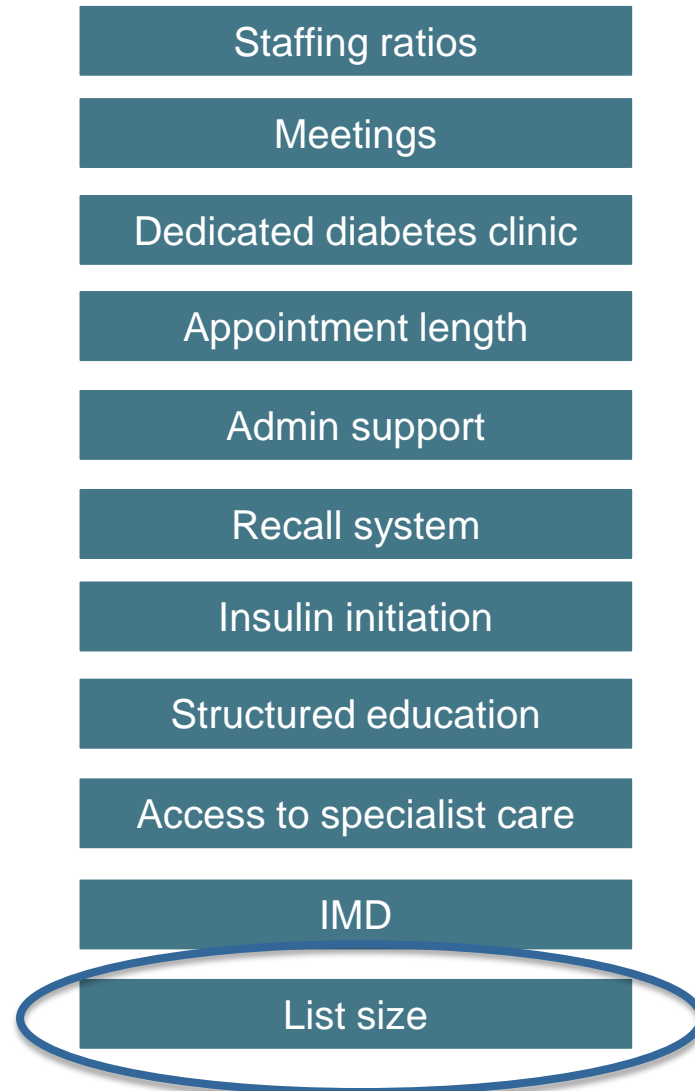 Staffing ratios
Meetings
Dedicated diabetes clinic
Appointment length
Admin support
Recall system
Insulin initiation
Structured education
Access to specialist care
IMD
List size